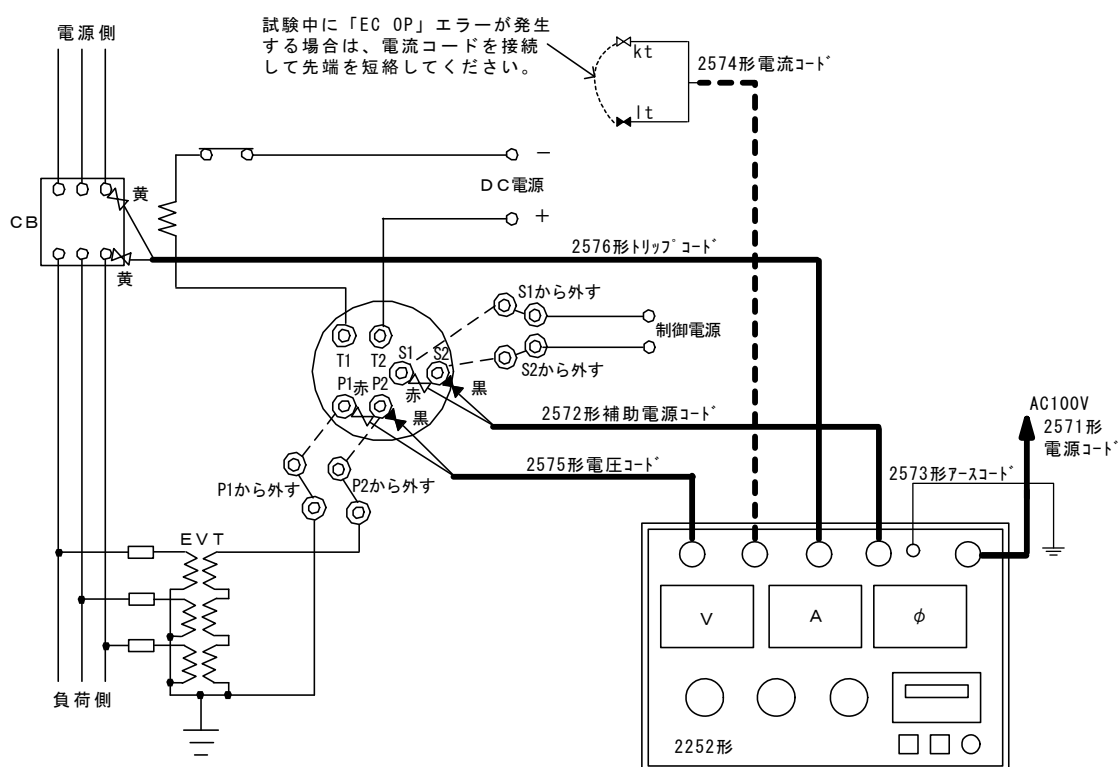 電源側
試験中に「EC OP」エラーが発生
する場合は、電流コードを接続
して先端を短絡してください。
kt
lt
2574形電流ｺｰﾄﾞ
－
DC電源
＋
黄
CB
黄
2576形ﾄﾘｯﾌﾟｺｰﾄﾞ
S1から外す
制御電源
S2から外す
T1 T2 S1 S2
P1 赤 P2 赤 黒
黒
2572形補助電源ｺｰﾄﾞ
2575形電圧ｺｰﾄﾞ
AC100V
2571形
電源ｺｰﾄﾞ
2573形ｱｰｽｺｰﾄﾞ
P1から外す
P2から外す
EVT
負荷側
V
A
φ
2252形